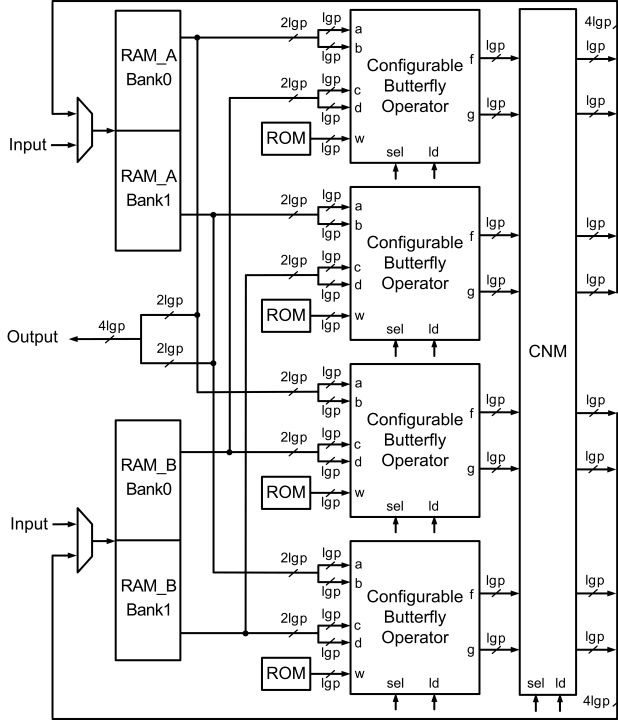 4lgp
RAM_A
Bank0
RAM_A
Bank1
Input
2lgp
lgp
a
b
lgp
2lgp
lgp
c
d
lgp
ROM
lgp
w
Configurable
Butterfly
Operator
f
g
sel ld
lgp
lgp
lgp
lgp
2lgp
lgp
a
b
lgp
2lgp
lgp
c
d
lgp
ROM
lgp
w
Configurable
Butterfly
Operator
f
g
sel ld
lgp
lgp
lgp
lgp
Output
4lgp
2lgp
2lgp
CNM
2lgp
lgp
a
b
lgp
2lgp
lgp
c
d
lgp
ROM
lgp
w
Configurable
Butterfly
Operator
f
g
sel ld
lgp
lgp
lgp
lgp
RAM_B
Bank0
RAM_B
Bank1
Input
2lgp
lgp
a
b
lgp
2lgp
lgp
c
d
lgp
ROM
lgp
w
Configurable
Butterfly
Operator
f
g
sel ld
lgp
lgp
lgp
lgp
sel ld
4lgp